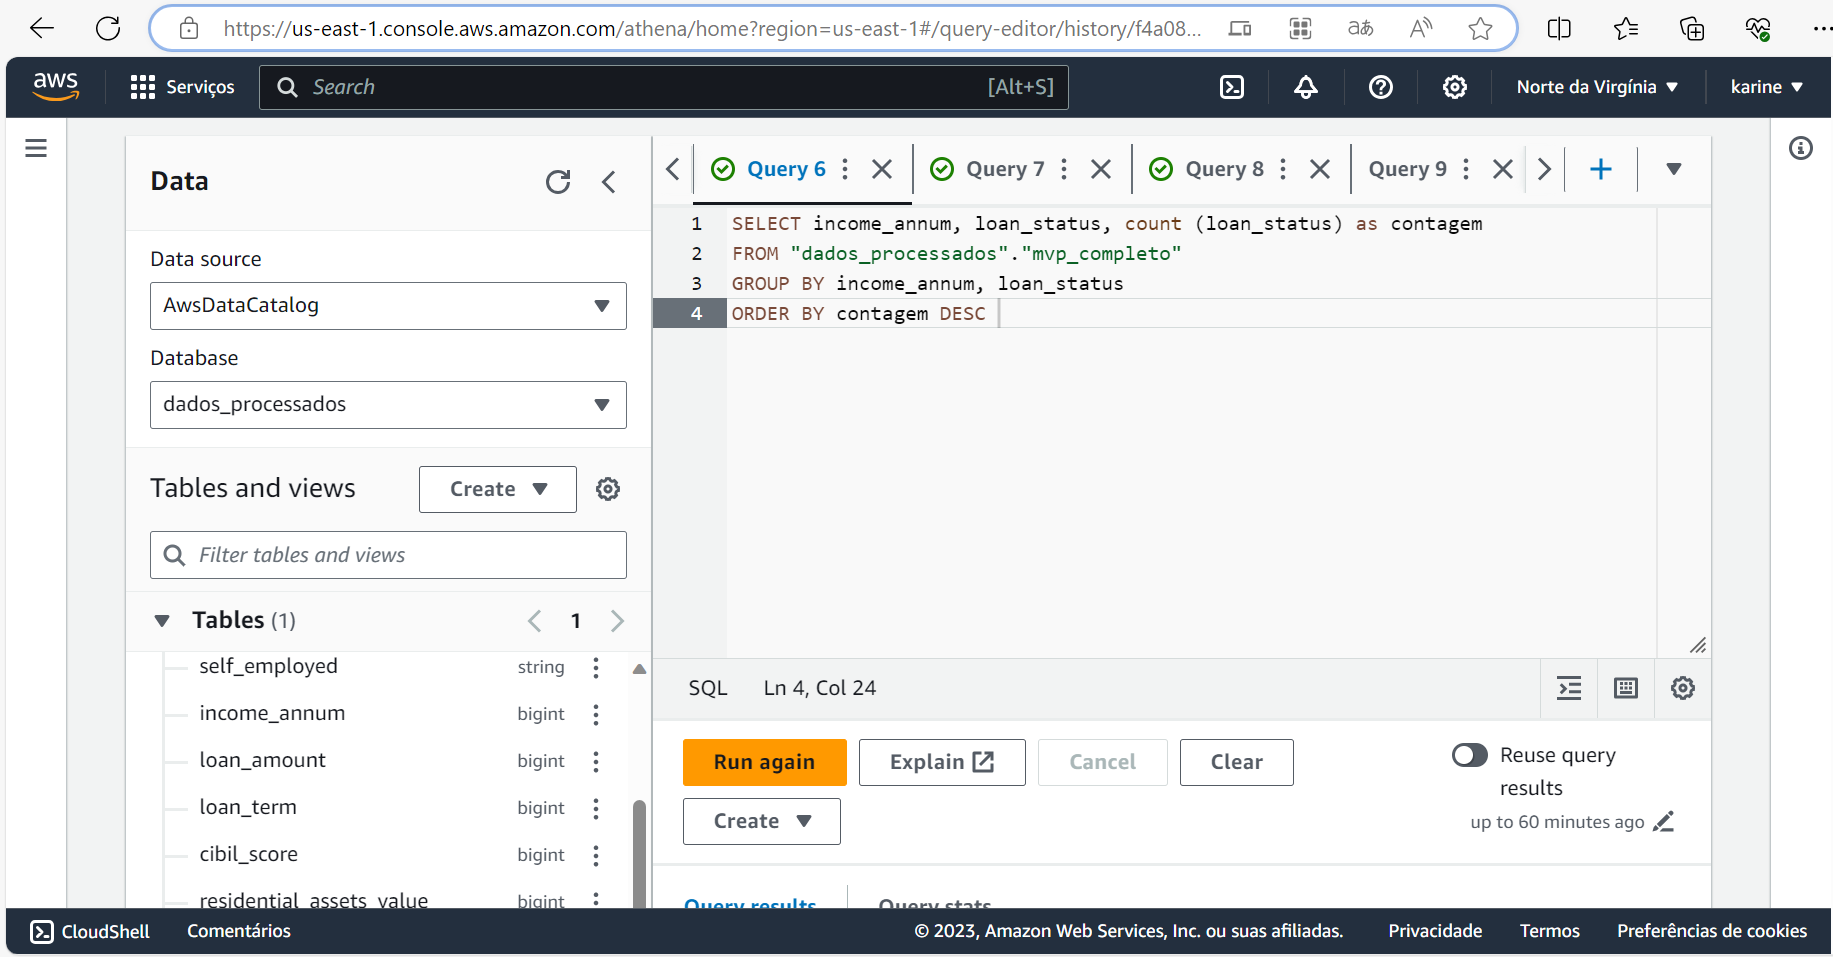 https://us-east-1.console.aws.amazon.com/athena/home?region=us-east-1#/query-editor/history/f4a08...
aws
Serviços
Search
[Alt+S]
Norte da Virgínia
karine
Data
Query 6
Query 7
Query 8
Query 9
Data source
AwsDataCatalog
Database
dados_processados
Tables and views
Create
Filter tables and views
Tables (1)
1
self_employed string
income_annum bigint
loan_amount bigint
loan_term bigint
cibil_score bigint
residential_assets_value bigint
1 SELECT income_annum, loan_status, count (loan_status) as contagem
2 FROM "dados_processados"."mvp_completo"
3 GROUP BY income_annum, loan_status
4 ORDER BY contagem DESC
SQL
Ln 4, Col 24
Run again
Explain
Cancel
Clear
Create
Reuse query
results
up to 60 minutes ago
Query results
Query stats
CloudShell
Comentários
© 2023, Amazon Web Services, Inc. ou suas afiliadas.
Privacidade
Termos
Preferências de cookies